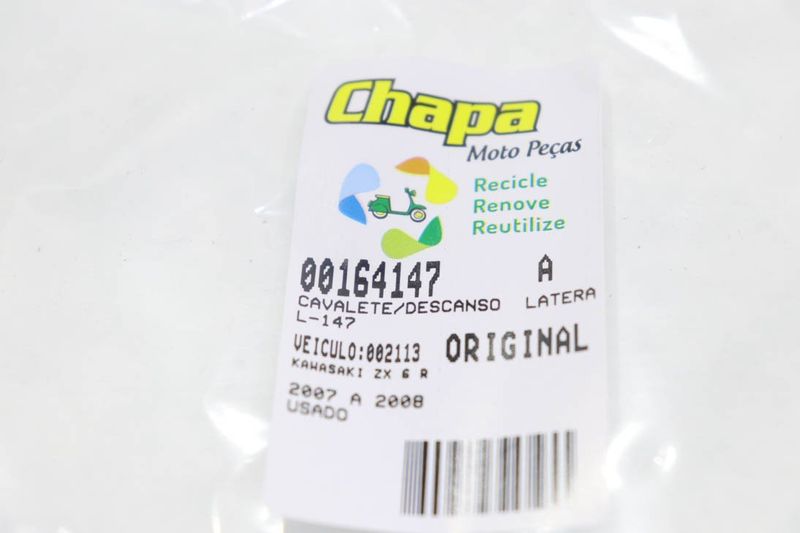 Chapa
Moto Peças
Recicle
Renove
Reutilize
00164147 A
CAVALETE/DESCANSO LATERA
L-147
VEICULO:002113 ORIGINAL
KAWASAKI ZX 6 R
2007 A 2008
USADO